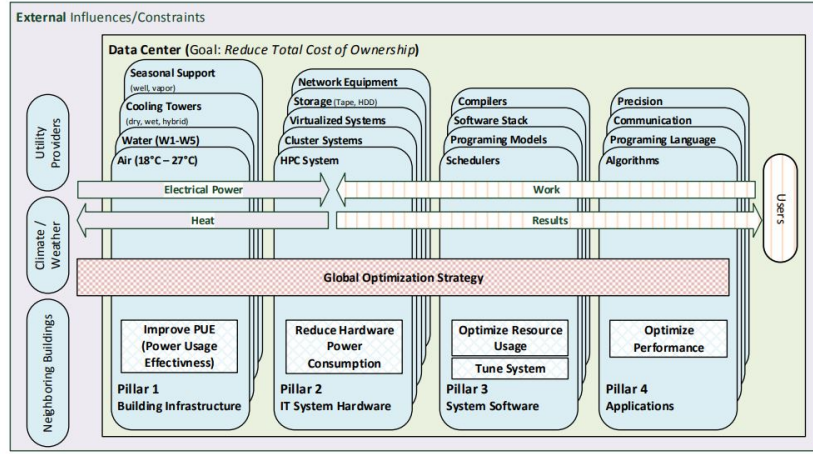 External Influences/Constraints
Data Center (Goal: Reduce Total Cost of Ownership)
Utility
Providers
Climate /
Weather
Neighboring Buildings
Seasonal Support
(well, vapor)
Cooling Towers
(dry, wet, hybrid)
Water (W1-W5)
Air (18°C – 27°C)
Network Equipment
Storage (Tape, HDD)
Virtualized Systems
Cluster Systems
HPC System
Compilers
Software Stack
Programing Models
Schedulers
Precision
Communication
Programing Language
Algorithms
Users
Electrical Power
Work
Heat
Results
Global Optimization Strategy
Improve PUE
(Power Usage
Effectivness)
Reduce Hardware
Power
Consumption
Optimize Resource
Usage
Tune System
Optimize
Performance
Pillar 1
Building Infrastructure
Pillar 2
IT System Hardware
Pillar 3
System Software
Pillar 4
Applications